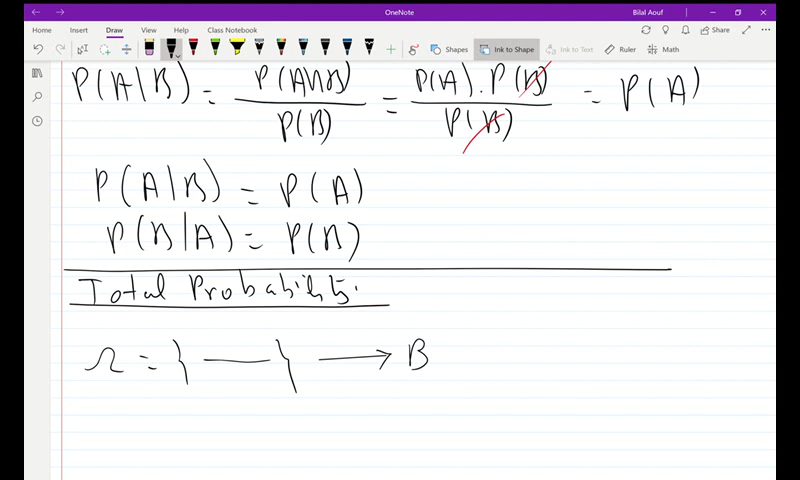 OneNote
Bilal Aouf
Home Insert Draw View Help Class Notebook
Share
Shapes Ink to Shape Ink to Text Ruler Math
P(A|B) = P(A∩B) / P(B) = P(A) . P(B) / P(B) = P(A)
P(A|B) = P(A)
P(B|A) = P(B)
Total Probability.
Ω = { — } → B